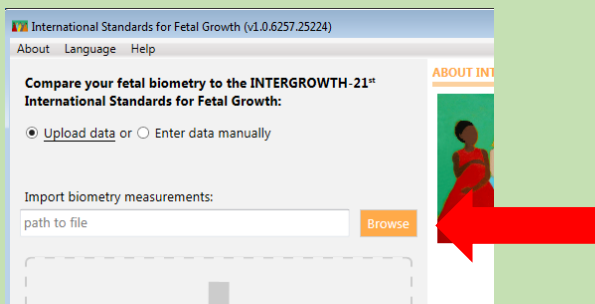 International Standards for Fetal Growth (v1.0.6257.25224)
About Language Help
Compare your fetal biometry to the INTERGROWTH-21st
International Standards for Fetal Growth:
Upload data or Enter data manually
Import biometry measurements:
path to file
Browse
ABOUT INT